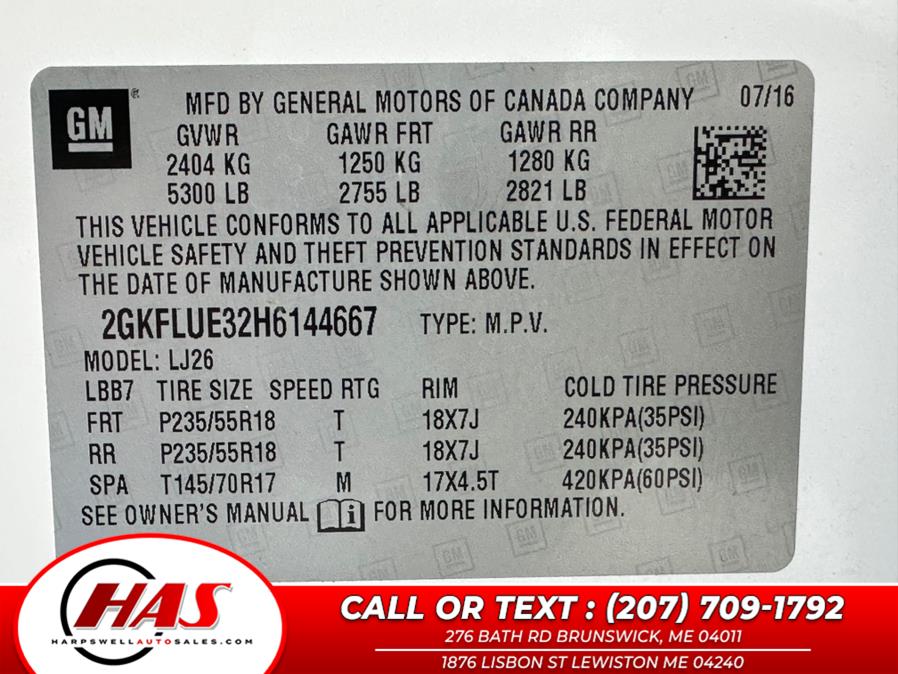 GM
®
MFD BY GENERAL MOTORS OF CANADA COMPANY 07/16
GVWR GAWR FRT GAWR RR
2404 KG 1250 KG 1280 KG
5300 LB 2755 LB 2821 LB
THIS VEHICLE CONFORMS TO ALL APPLICABLE U.S. FEDERAL MOTOR
VEHICLE SAFETY AND THEFT PREVENTION STANDARDS IN EFFECT ON
THE DATE OF MANUFACTURE SHOWN ABOVE.
2GKFLUE32H6144667 TYPE: M.P.V.
MODEL: LJ26
LBB7 TIRE SIZE SPEED RTG RIM COLD TIRE PRESSURE
FRT P235/55R18 T 18X7J 240KPA(35PSI)
RR P235/55R18 T 18X7J 240KPA(35PSI)
SPA T145/70R17 M 17X4.5T 420KPA(60PSI)
SEE OWNER'S MANUAL i FOR MORE INFORMATION.
HAS
HARPSWELLAUTOSALES.COM
CALL OR TEXT : (207) 709-1792
276 BATH RD BRUNSWICK, ME 04011
1876 LISBON ST LEWISTON ME 04240